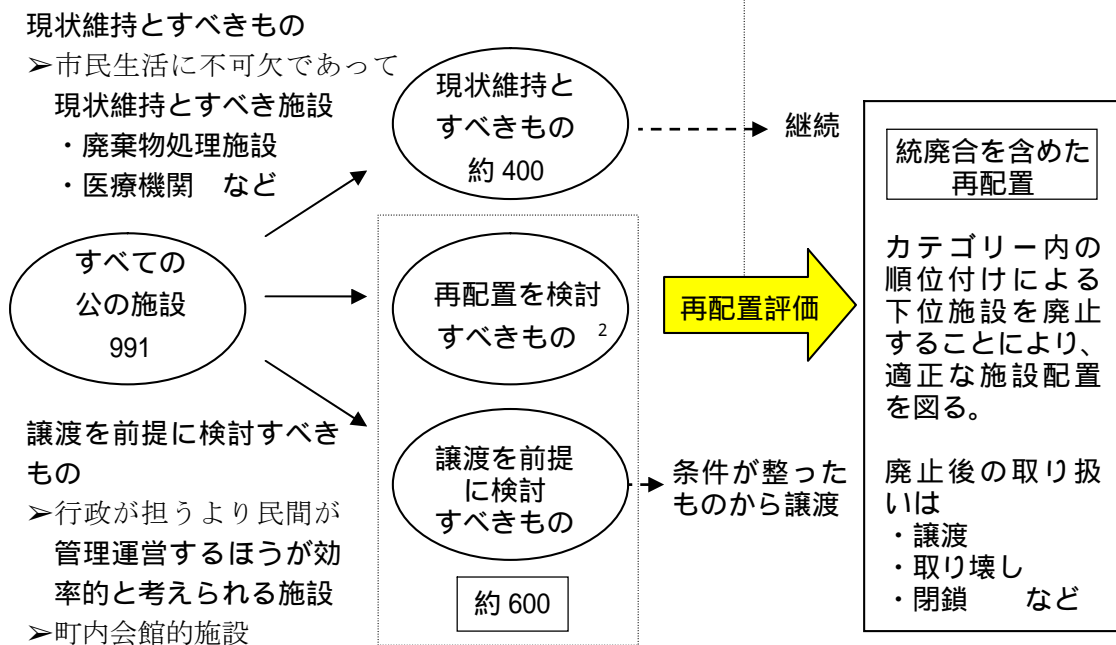 現状維持とすべきもの
➢市民生活に不可欠であって
現状維持とすべき施設
・廃棄物処理施設
・医療機関 など
現状維持と
すべきもの
約 400
継続
すべての
公の施設
991
再配置を検討
すべきもの 2
再配置評価
統廃合を含めた
再配置
カテゴリー内の
順位付けによる
下位施設を廃止
することにより、
適正な施設配置
を図る。
廃止後の取り扱
いは
・譲渡
・取り壊し
・閉鎖 など
譲渡を前提に検討すべき
もの
➢行政が担うより民間が
管理運営するほうが効
率的と考えられる施設
➢町内会館的施設
譲渡を前提
に検討
すべきもの
条件が整った
ものから譲渡
約 600